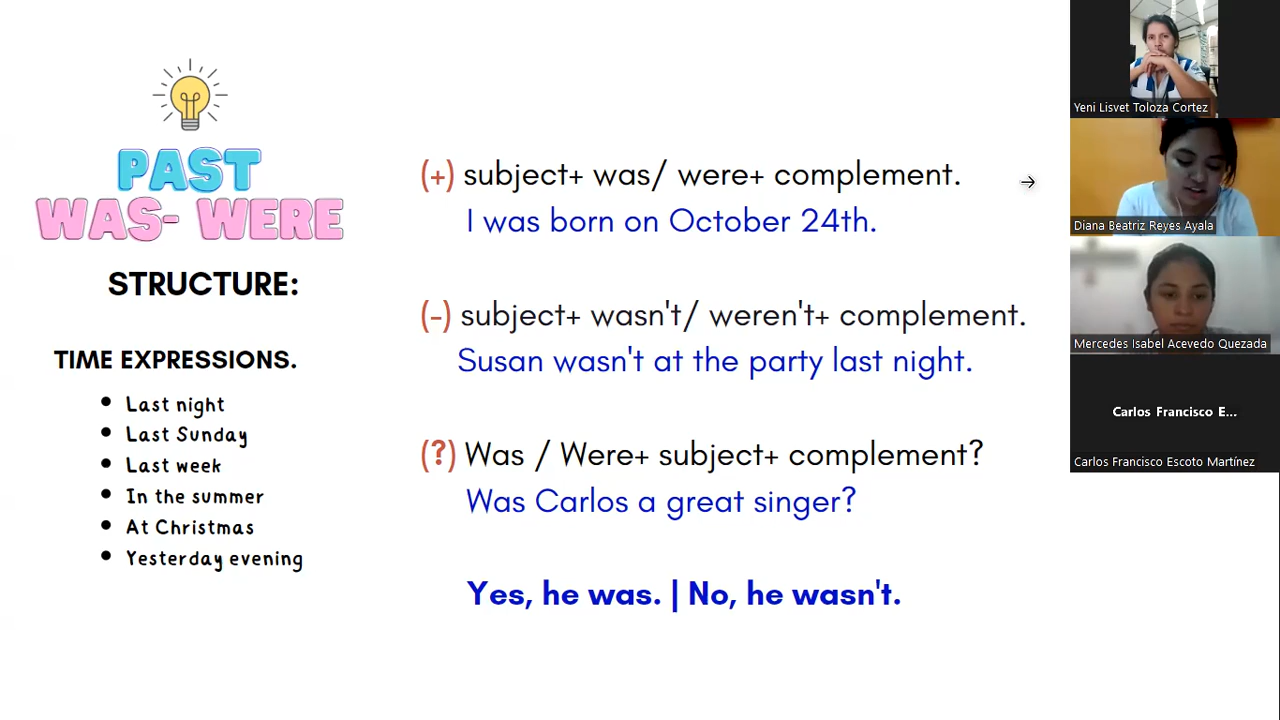 PAST
WAS- WERE
STRUCTURE:
TIME EXPRESSIONS.
Last night
Last Sunday
Last week
In the summer
At Christmas
Yesterday evening
(+) subject+ was/ were+ complement.
I was born on October 24th.
(-) subject+ wasn't/ weren't+ complement.
Susan wasn't at the party last night.
(?) Was / Were+ subject+ complement?
Was Carlos a great singer?
Yes, he was. | No, he wasn't.
Yeni Lisvet Toloza Cortez
Diana Beatriz Reyes Ayala
Mercedes Isabel Acevedo Quezada
Carlos Francisco E...
Carlos Francisco Escoto Martínez